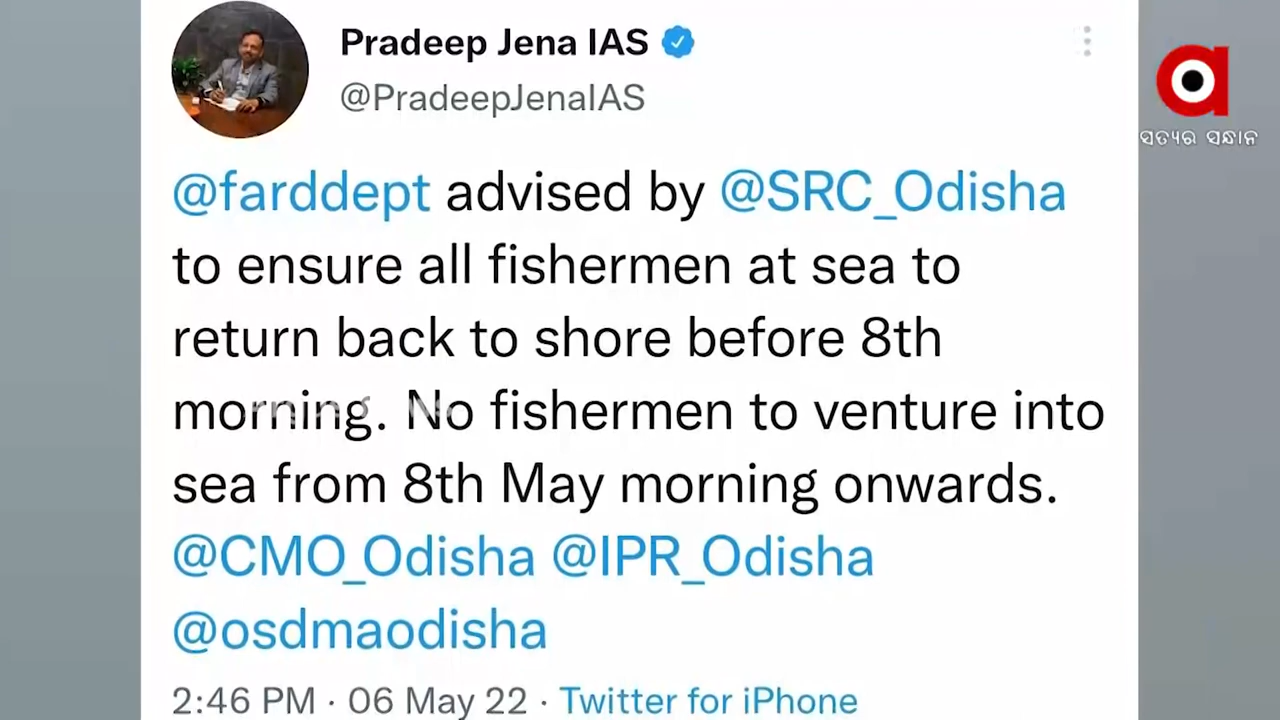 Pradeep Jena IAS
@PradeepJenaIAS
@farddept advised by @SRC_Odisha
to ensure all fishermen at sea to
return back to shore before 8th
morning. No fishermen to venture into
sea from 8th May morning onwards.
@CMO_Odisha @IPR_Odisha
@osdmaodisha
2:46 PM · 06 May 22 · Twitter for iPhone
a
ସତ୍ୟର ସନ୍ଧାନ